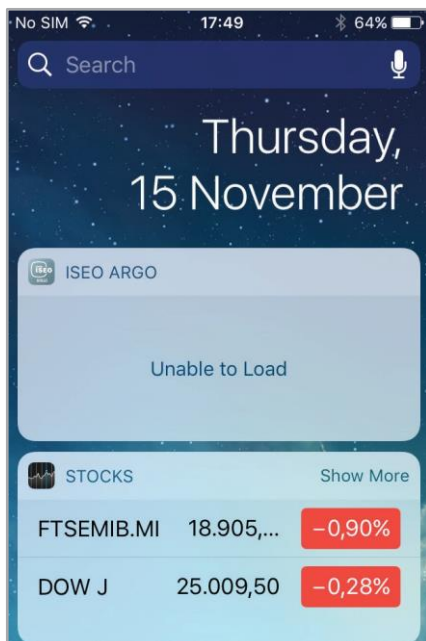 No SIM 17:49 64%
Search
Thursday,
15 November
ISEO ARGO
Unable to Load
STOCKS Show More
FTSEMIB.MI 18.905,... −0,90%
DOW J 25.009,50 −0,28%